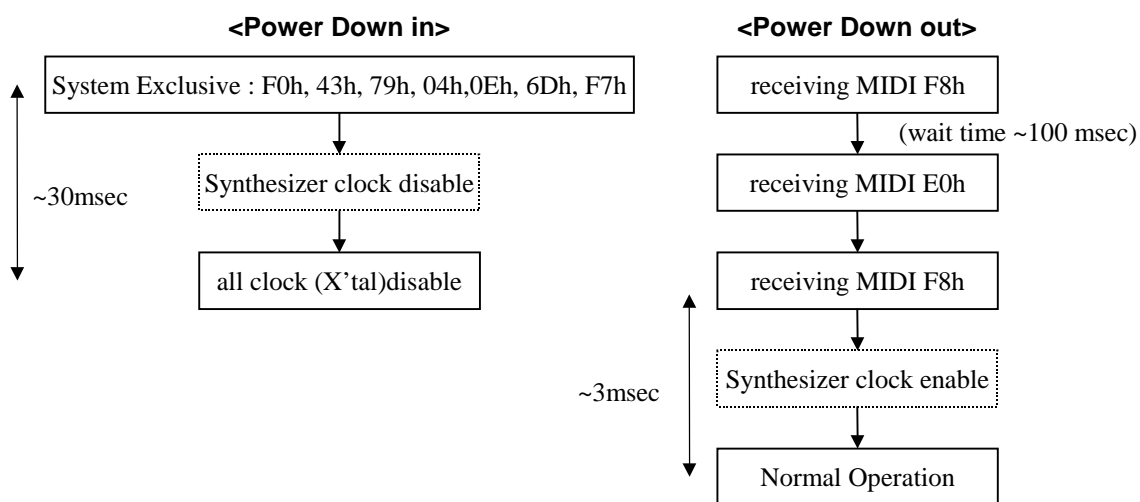 <Power Down in>
System Exclusive : F0h, 43h, 79h, 04h,0Eh, 6Dh, F7h
Synthesizer clock disable
~30msec
all clock (X'tal)disable
<Power Down out>
receiving MIDI F8h
(wait time ~100 msec)
receiving MIDI E0h
receiving MIDI F8h
Synthesizer clock enable
~3msec
Normal Operation